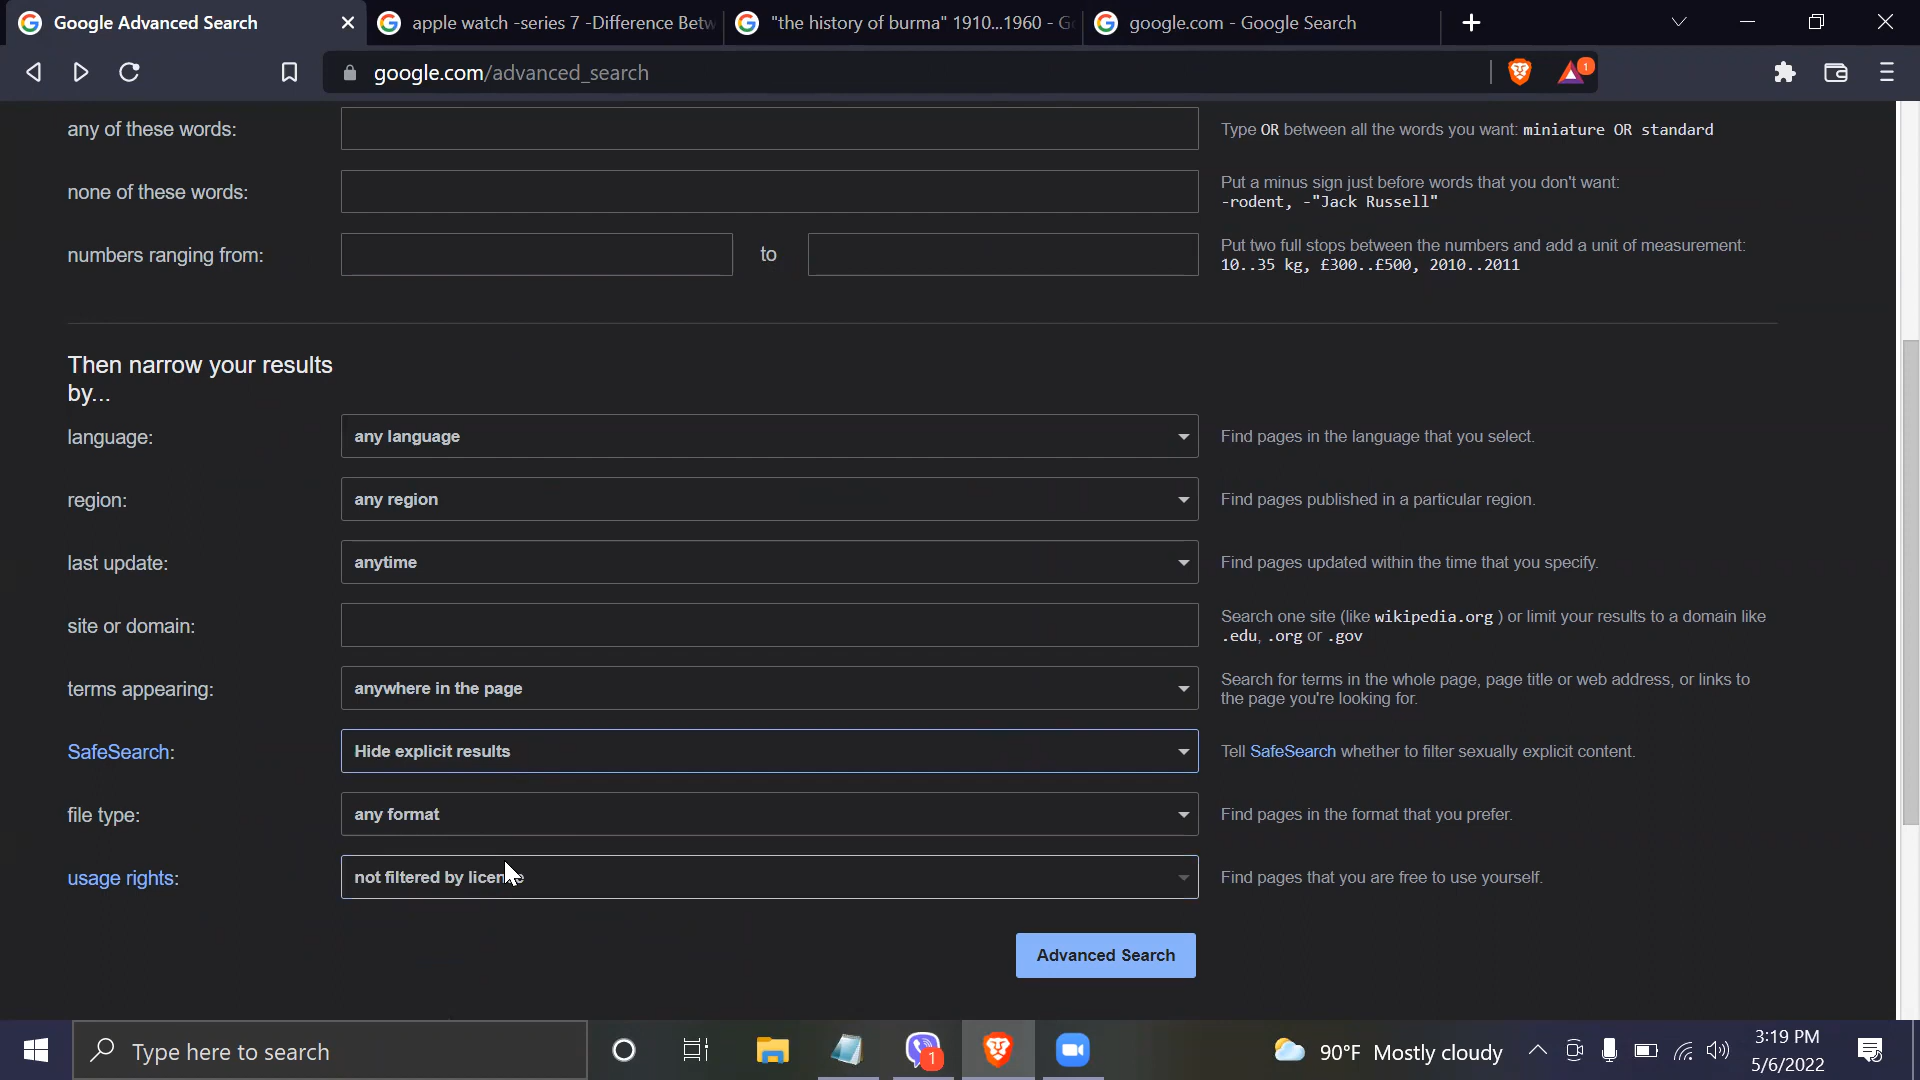 Google Advanced Search
apple watch -series 7 -Difference Betw
"the history of burma" 1910...1960 - G
google.com - Google Search
google.com/advanced_search
1
any of these words:
Type OR between all the words you want: miniature OR standard
none of these words:
Put a minus sign just before words that you don't want:
-rodent, -"Jack Russell"
numbers ranging from:
to
Put two full stops between the numbers and add a unit of measurement:
10..35 kg, £300..£500, 2010..2011
Then narrow your results
by...
language:
any language
Find pages in the language that you select.
region:
any region
Find pages published in a particular region.
last update:
anytime
Find pages updated within the time that you specify.
site or domain:
Search one site (like wikipedia.org ) or limit your results to a domain like
.edu, .org or .gov
terms appearing:
anywhere in the page
Search for terms in the whole page, page title or web address, or links to
the page you're looking for.
SafeSearch:
Hide explicit results
Tell SafeSearch whether to filter sexually explicit content.
file type:
any format
Find pages in the format that you prefer.
usage rights:
not filtered by licence
Find pages that you are free to use yourself.
Advanced Search
Type here to search
1
90°F Mostly cloudy
3:19 PM
5/6/2022